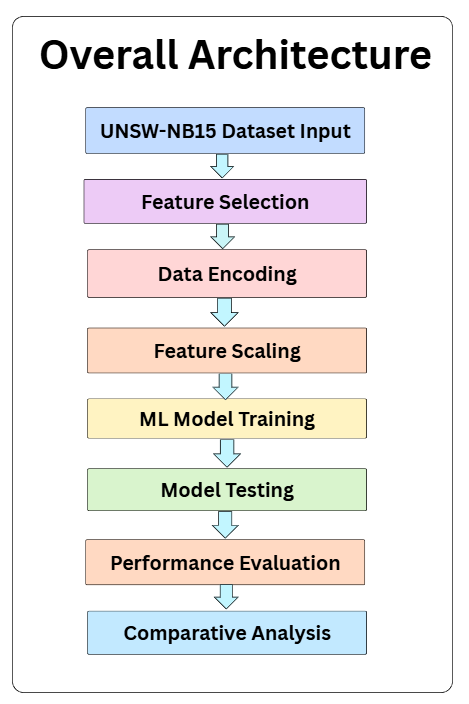 Overall Architecture
UNSW-NB15 Dataset Input
Feature Selection
Data Encoding
Feature Scaling
ML Model Training
Model Testing
Performance Evaluation
Comparative Analysis